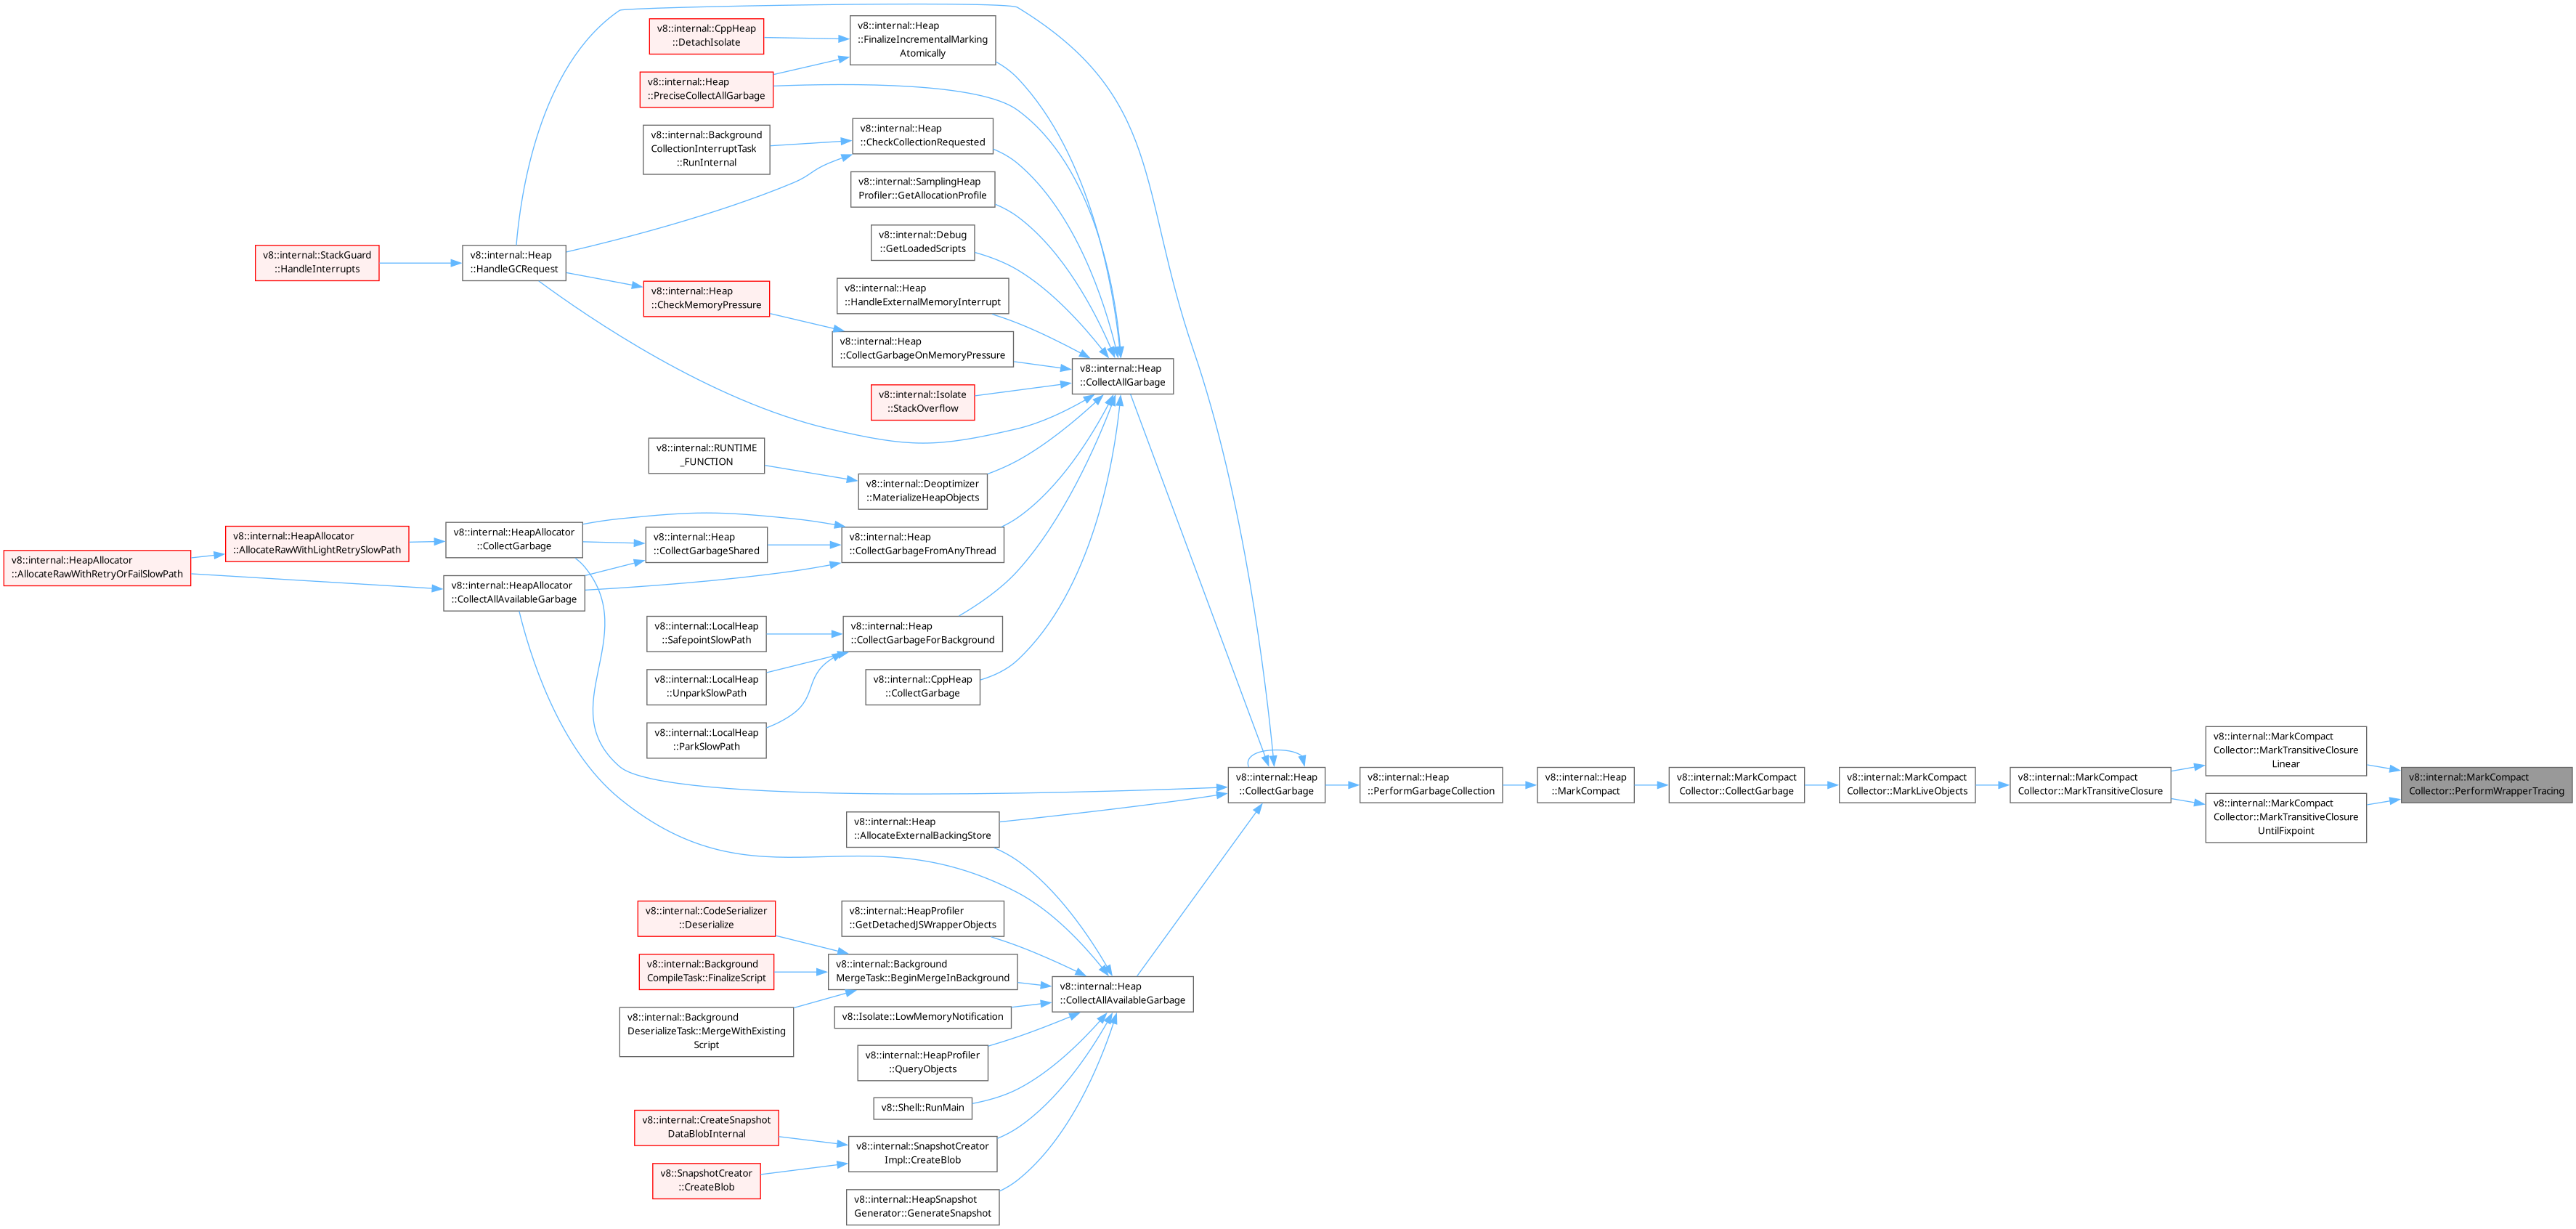 v8::internal::CppHeap
::DetachIsolate
v8::internal::Heap
::FinalizeIncrementalMarking
Atomically
v8::internal::Heap
::PreciseCollectAllGarbage
v8::internal::Background
CollectionInterruptTask
::RunInternal
v8::internal::Heap
::CheckCollectionRequested
v8::internal::SamplingHeap
Profiler::GetAllocationProfile
v8::internal::Debug
::GetLoadedScripts
v8::internal::StackGuard
::HandleInterrupts
v8::internal::Heap
::HandleGCRequest
v8::internal::Heap
::CheckMemoryPressure
v8::internal::Heap
::HandleExternalMemoryInterrupt
v8::internal::Heap
::CollectGarbageOnMemoryPressure
v8::internal::Heap
::CollectAllGarbage
v8::internal::Isolate
::StackOverflow
v8::internal::RUNTIME
_FUNCTION
v8::internal::Deoptimizer
::MaterializeHeapObjects
v8::internal::HeapAllocator
::AllocateRawWithRetryOrFailSlowPath
v8::internal::HeapAllocator
::AllocateRawWithLightRetrySlowPath
v8::internal::HeapAllocator
::CollectGarbage
v8::internal::Heap
::CollectGarbageShared
v8::internal::Heap
::CollectGarbageFromAnyThread
v8::internal::HeapAllocator
::CollectAllAvailableGarbage
v8::internal::LocalHeap
::SafepointSlowPath
v8::internal::Heap
::CollectGarbageForBackground
v8::internal::LocalHeap
::UnparkSlowPath
v8::internal::CppHeap
::CollectGarbage
v8::internal::LocalHeap
::ParkSlowPath
v8::internal::Heap
::CollectGarbage
v8::internal::Heap
::PerformGarbageCollection
v8::internal::Heap
::MarkCompact
v8::internal::MarkCompact
Collector::CollectGarbage
v8::internal::MarkCompact
Collector::MarkLiveObjects
v8::internal::MarkCompact
Collector::MarkTransitiveClosure
v8::internal::MarkCompact
Collector::MarkTransitiveClosure
Linear
v8::internal::MarkCompact
Collector::MarkTransitiveClosure
UntilFixpoint
v8::internal::MarkCompact
Collector::PerformWrapperTracing
v8::internal::Heap
::AllocateExternalBackingStore
v8::internal::CodeSerializer
::Deserialize
v8::internal::HeapProfiler
::GetDetachedJSWrapperObjects
v8::internal::Background
CompileTask::FinalizeScript
v8::internal::Background
MergeTask::BeginMergeInBackground
v8::internal::Heap
::CollectAllAvailableGarbage
v8::internal::Background
DeserializeTask::MergeWithExisting
Script
v8::Isolate::LowMemoryNotification
v8::internal::HeapProfiler
::QueryObjects
v8::Shell::RunMain
v8::internal::CreateSnapshot
DataBlobInternal
v8::internal::SnapshotCreator
Impl::CreateBlob
v8::SnapshotCreator
::CreateBlob
v8::internal::HeapSnapshot
Generator::GenerateSnapshot